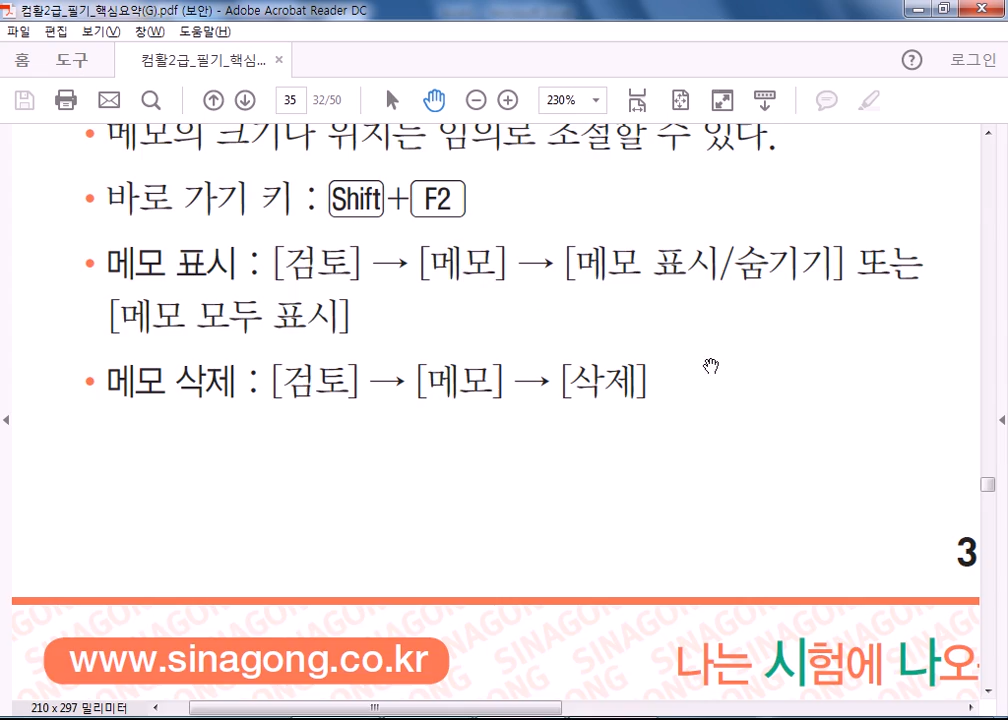 컴활2급_필기_핵심요약(G).pdf (보안) - Adobe Acrobat Reader DC
파일 편집 보기(V) 창(W) 도움말(H)
홈 도구 컴활2급_필기_핵심... × 로그인
35 32/50 230%
• 메모의 크기나 위치는 임의로 조절할 수 있다.
• 바로 가기 키 : Shift+F2
• 메모 표시 : [검토] → [메모] → [메모 표시/숨기기] 또는
[메모 모두 표시]
• 메모 삭제 : [검토] → [메모] → [삭제]
3
www.sinagong.co.kr
나는 시험에 나오
210 x 297 밀리미터